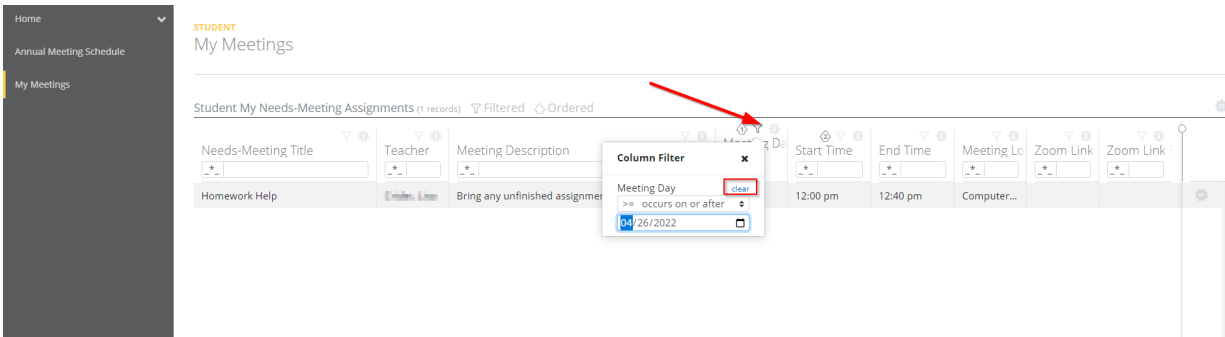 Home
Annual Meeting Schedule
My Meetings
STUDENT
My Meetings
Student My Needs-Meeting Assignments (1 records) Filtered Ordered
Needs-Meeting Title
Teacher
Meeting Description
1
2
Start Time
End Time
Meeting Lo
Zoom Link
Zoom Link
_*_
_*_
_*_
_*_
_*_
_*_
_*_
_*_
Homework Help
Bring any unfinished
12:00 pm
12:40 pm
Computer...
Column Filter ×
Meeting Day clear
>= occurs on or after
04/26/2022